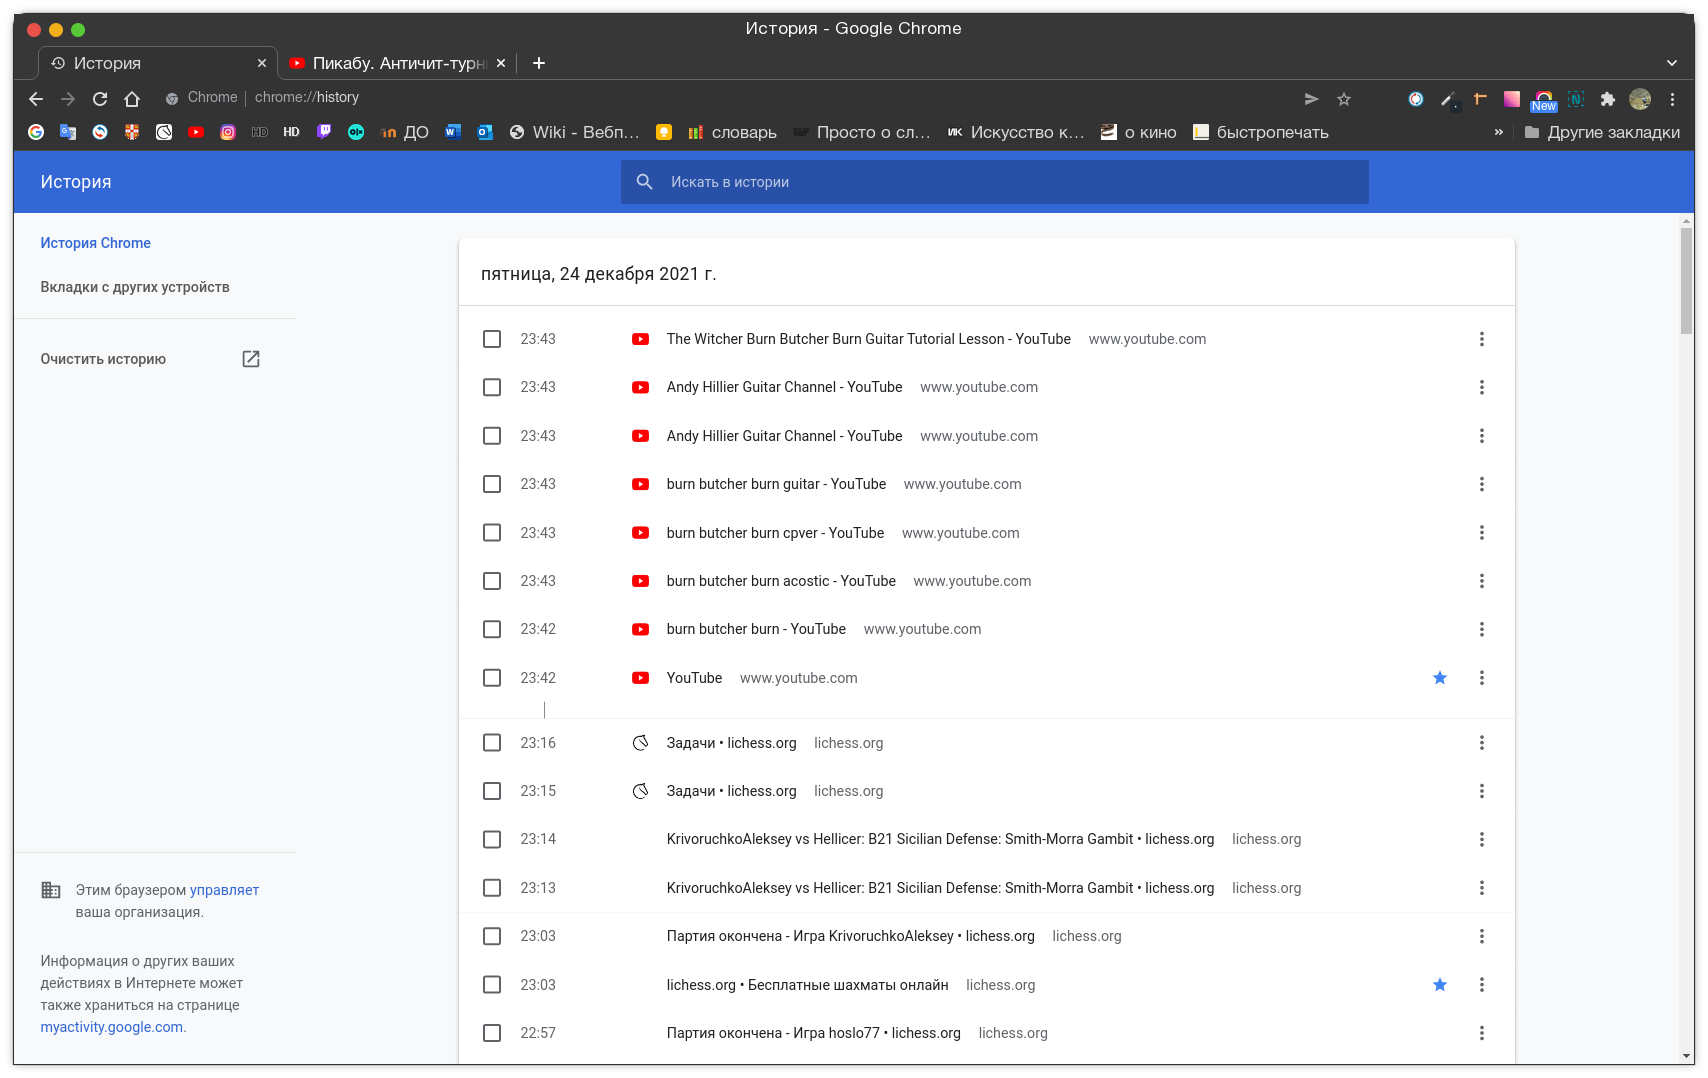 История - Google Chrome
История
Пикабу. Античит-турн
Chrome
chrome://history
New
HD
HD
ДО
Wiki - Вебп…
словарь
Просто о сл…
ИК
Искусство к…
о кино
быстропечать
»
Другие закладки
История
Искать в истории
История Chrome
Вкладки с других устройств
Очистить историю
пятница, 24 декабря 2021 г.
23:43 The Witcher Burn Butcher Burn Guitar Tutorial Lesson - YouTube www.youtube.com
23:43 Andy Hillier Guitar Channel - YouTube www.youtube.com
23:43 Andy Hillier Guitar Channel - YouTube www.youtube.com
23:43 burn butcher burn guitar - YouTube www.youtube.com
23:43 burn butcher burn cpver - YouTube www.youtube.com
23:43 burn butcher burn acostic - YouTube www.youtube.com
23:42 burn butcher burn - YouTube www.youtube.com
23:42 YouTube www.youtube.com
23:16 Задачи • lichess.org lichess.org
23:15 Задачи • lichess.org lichess.org
23:14 KrivoruchkoAleksey vs Hellicer: B21 Sicilian Defense: Smith-Morra Gambit • lichess.org lichess.org
23:13 KrivoruchkoAleksey vs Hellicer: B21 Sicilian Defense: Smith-Morra Gambit • lichess.org lichess.org
23:03 Партия окончена - Игра KrivoruchkoAleksey • lichess.org lichess.org
23:03 lichess.org • Бесплатные шахматы онлайн lichess.org
22:57 Партия окончена - Игра hoslo77 • lichess.org lichess.org
Этим браузером управляет
ваша организация.
Информация о других ваших
действиях в Интернете может
также храниться на странице
myactivity.google.com.